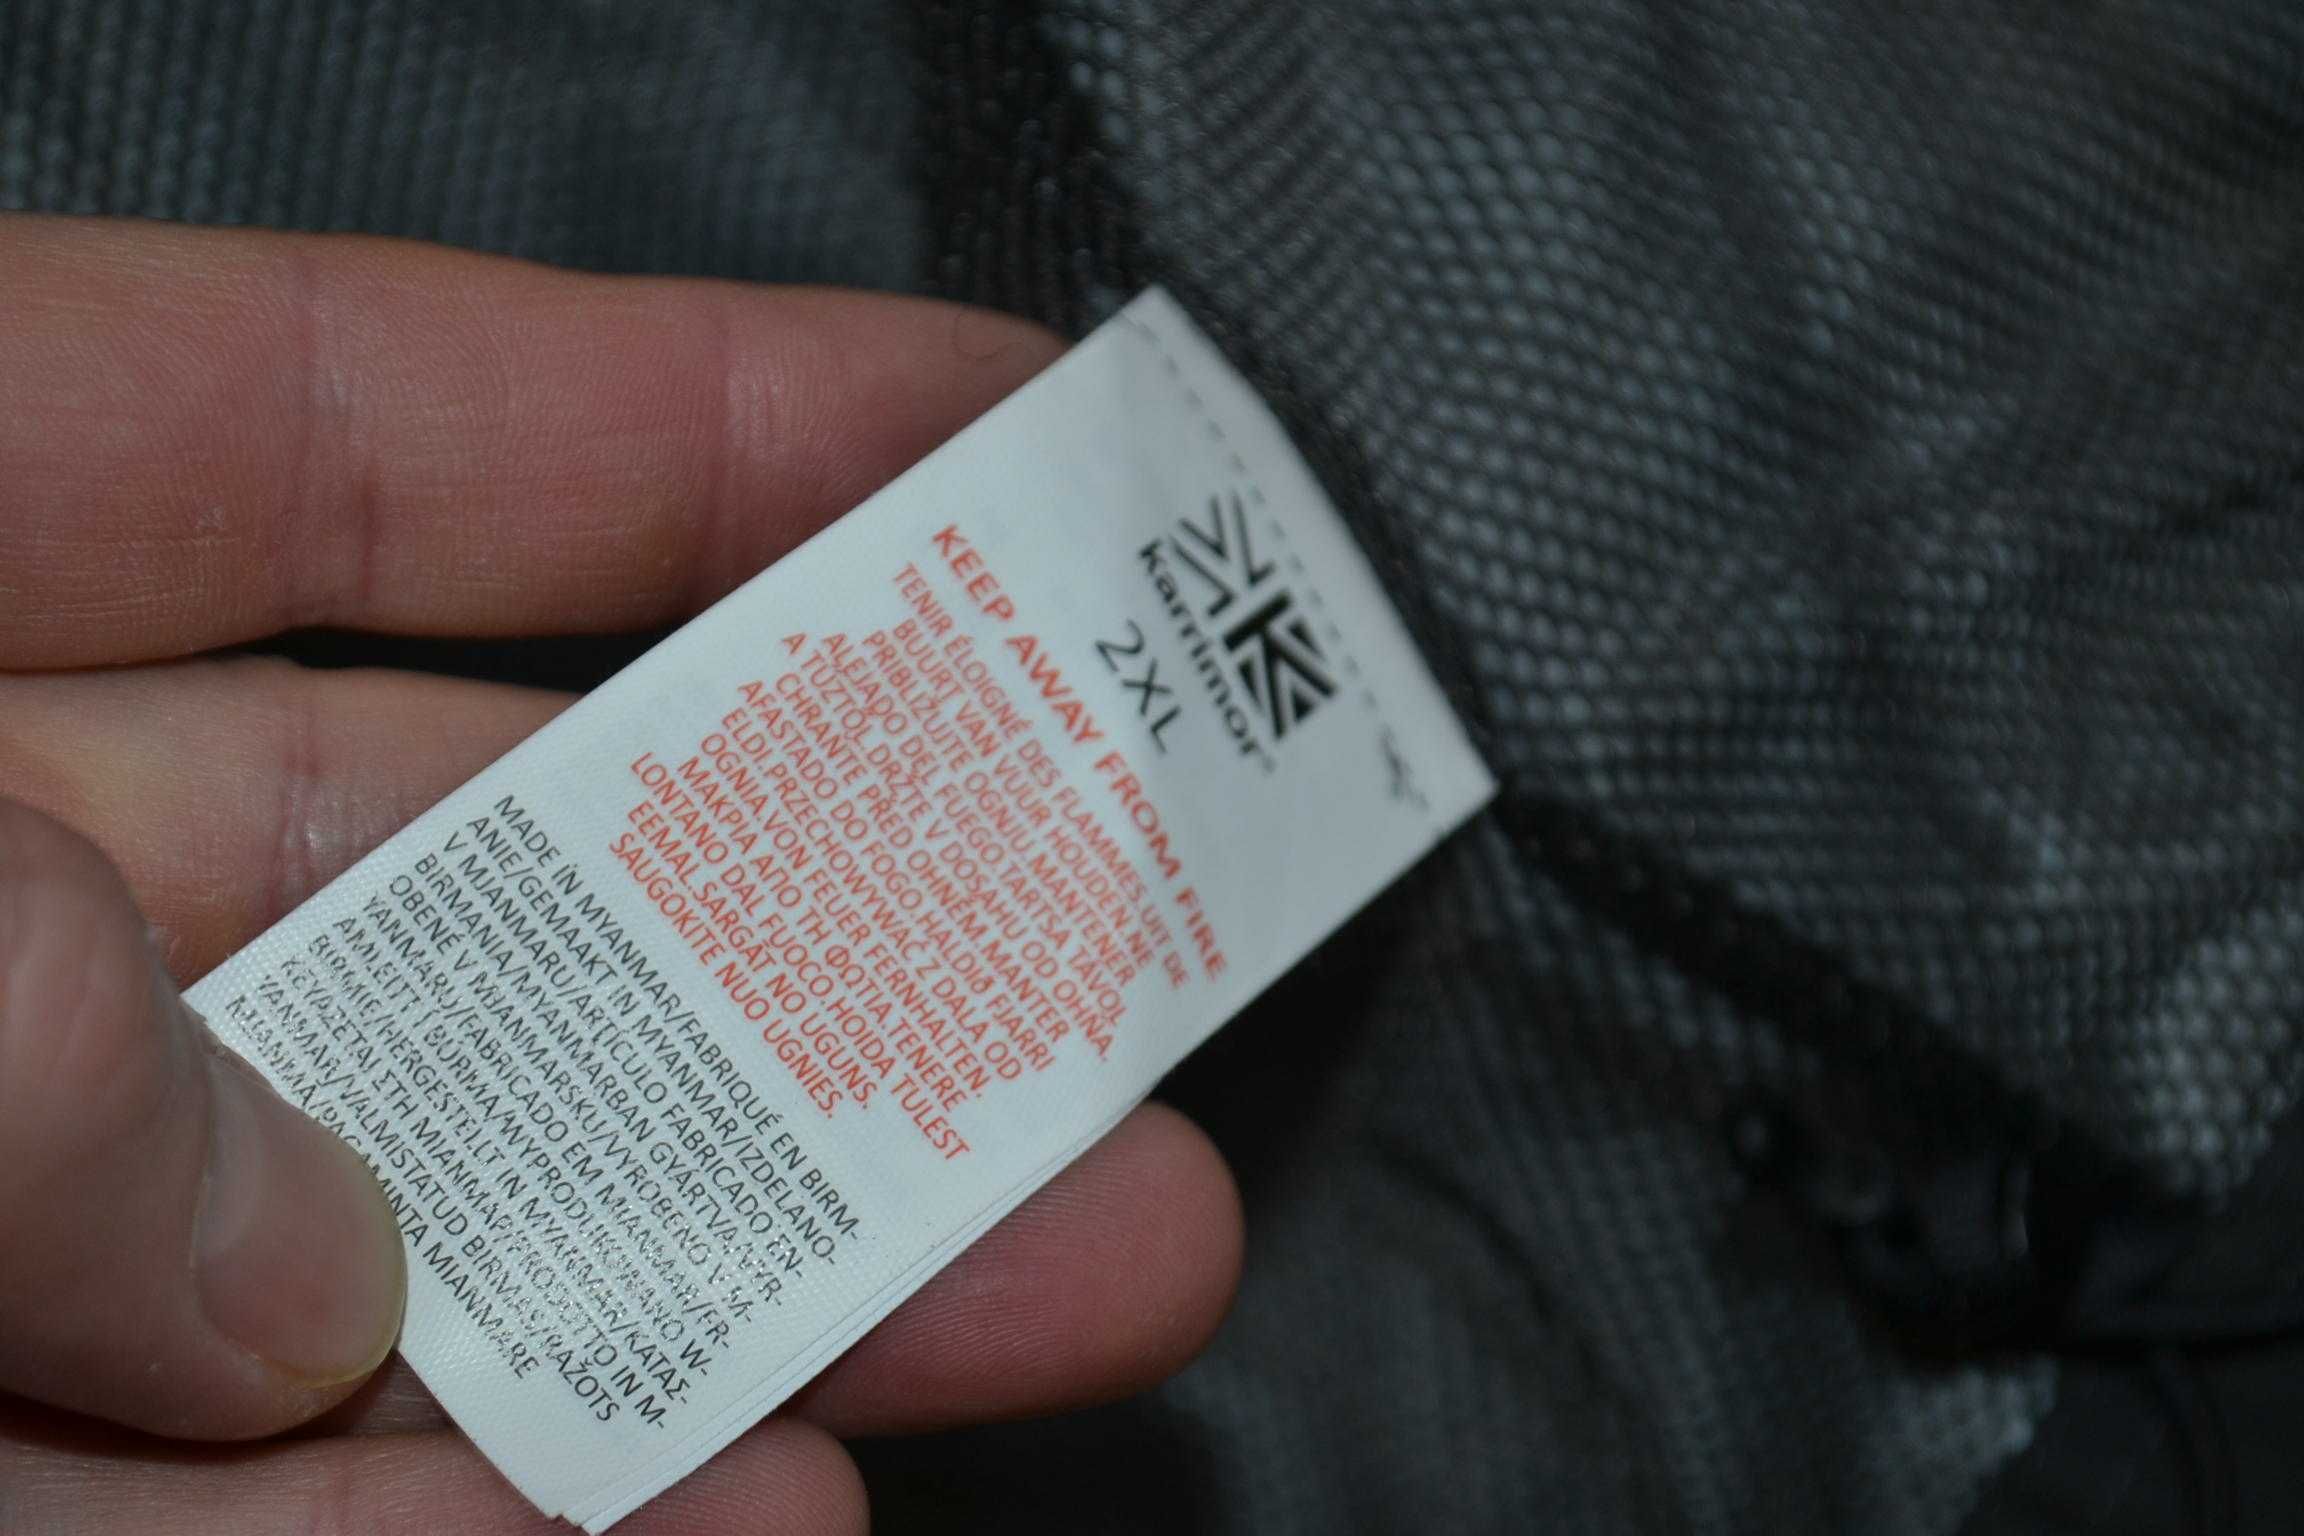 karrimor
2XL
KEEP AWAY FROM FIRE
TENIR ÉLOIGNÉ DES FLAMMES.UIT DE
BUURT VAN VUUR HOUDEN.NE
PRIBLIŽUJTE OGNJU MANTENER
ALEJADO DEL FUEGO.TARTSA TÁVOL
A TŰZTŐL.DRŽTE V DOSAHU OD OHŇA.
CHRANTE PŘED OHNĚM.MANTER
AFASTADO DO FOGO HALDIÐ FJARRI
ELDI.PRZECHOWYWAĆ Z DALA OD
OGNIA.VON FEUER FERNHALTEN.
ΜΑΚΡΙΑ ΑΠΟ ΤΗ ΦΩΤΙΑ.TENERE
LONTANO DAL FUOCO.HOIDA TULEST
EEMAL.SARGĀT NO UGUNS.
SAUGOKITE NUO UGNIES.
MADE IN MYANMAR/FABRIQUÉ EN BIRM-
ANIE/GEMAAKT IN MYANMAR/IZDELANO-
V MJANMARU/ARTÍCULO FABRICADO EN-
BIRMANIA/MYANMARBAN GYÁRTVA/VYR-
OBENÉ V MJANMARSKU/VYROBENO V M-
YANMARU/FABRICADO EM MIANMAR/FR-
AMLEITT Í BÚRMA/WYPRODUKOWANO W-
BIRMIE/HERGESTELLT IN MYANMAR/ΚΑΤΑΣ-
ΚΕΥΑΖΕΤΑΙ ΣΤΗ ΜΙΑΝΜΑΡ/PRODOTTO IN M-
YANMAR/VALMISTATUD BIRMAS/RAŽOTS
MJANMĀ/PAGAMINTA MIANMARE